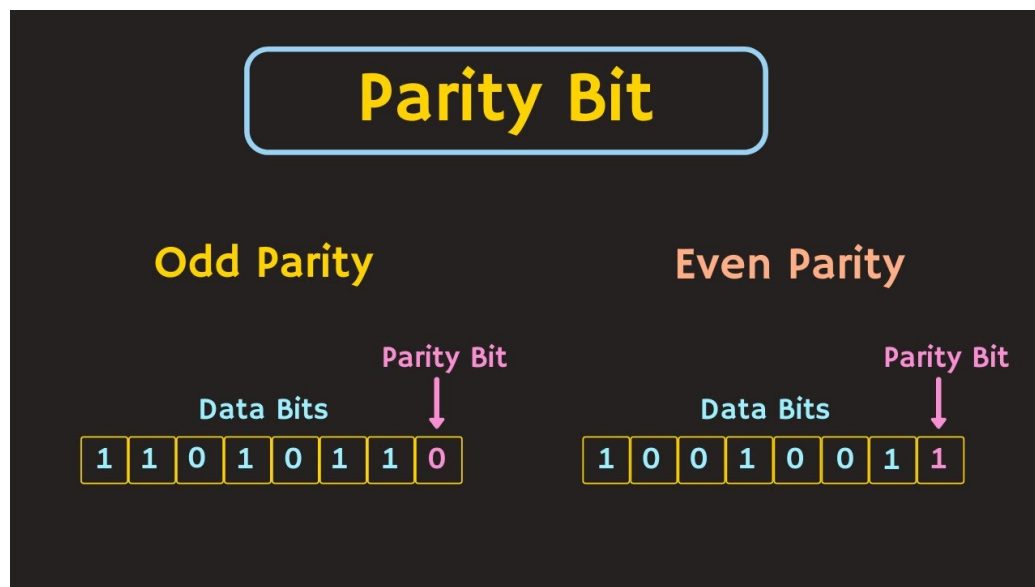 Parity Bit
Odd Parity
Even Parity
Parity Bit
Parity Bit
Data Bits
Data Bits
1 1 0 1 0 1 1 0
1 0 0 1 0 0 1 1